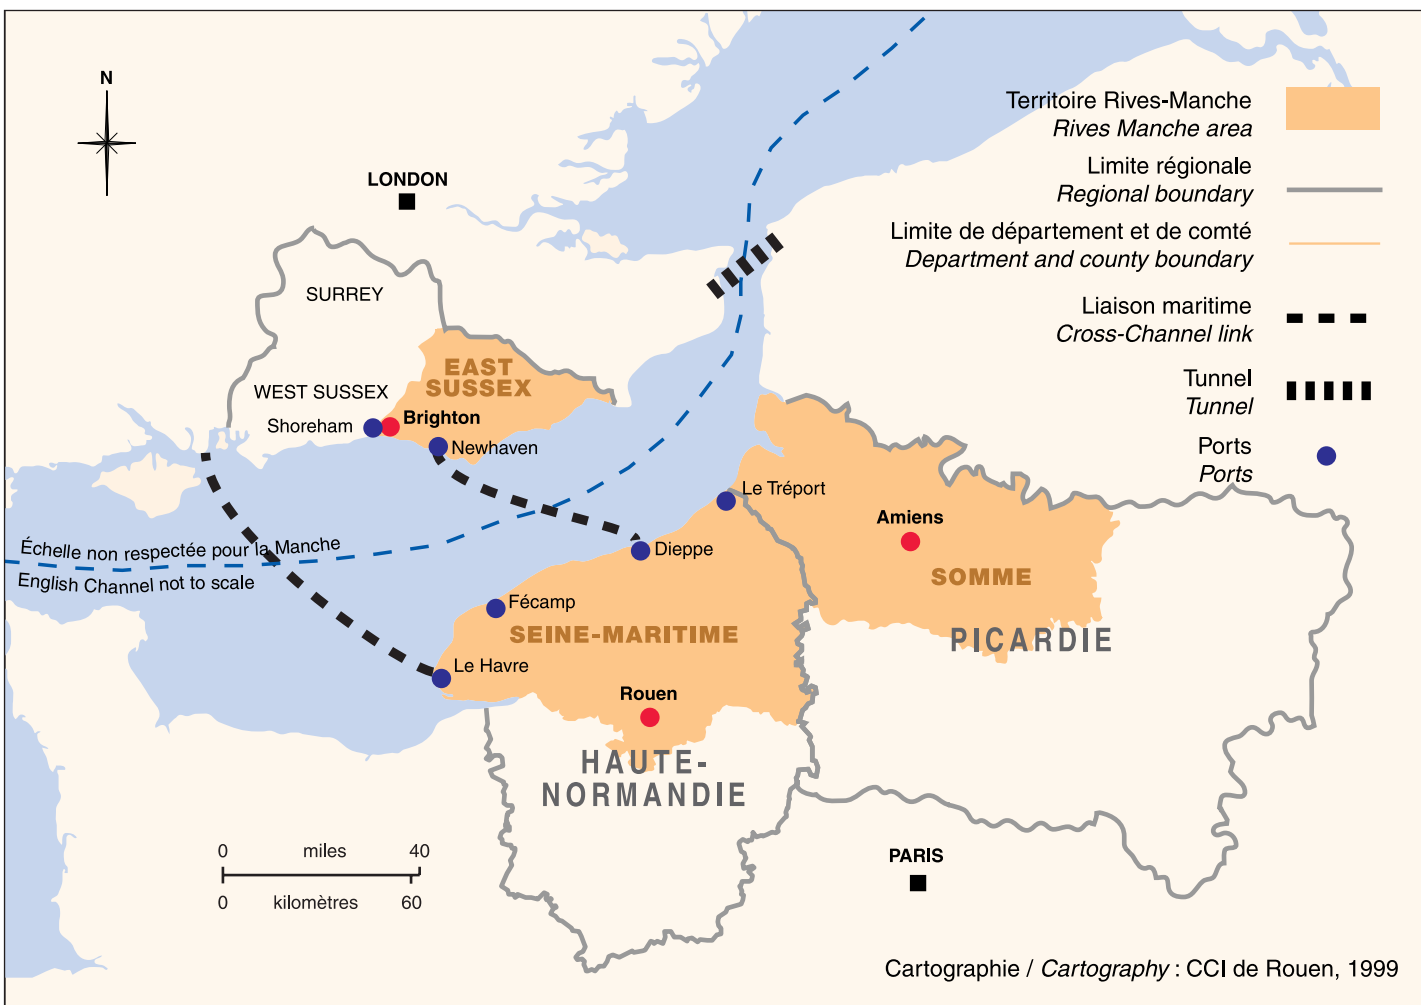 N
LONDON
SURREY
EAST
SUSSEX
WEST SUSSEX
Shoreham
Brighton
Newhaven
Le Tréport
Amiens
Dieppe
SOMME
Échelle non respectée pour la Manche
English Channel not to scale
Fécamp
SEINE-MARITIME
PICARDIE
Le Havre
Rouen
HAUTE-
NORMANDIE
PARIS
0 miles 40
0 kilomètres 60
Territoire Rives-Manche
Rives Manche area
Limite régionale
Regional boundary
Limite de département et de comté
Department and county boundary
Liaison maritime
Cross-Channel link
Tunnel
Tunnel
Ports
Ports
Cartographie / Cartography : CCI de Rouen, 1999